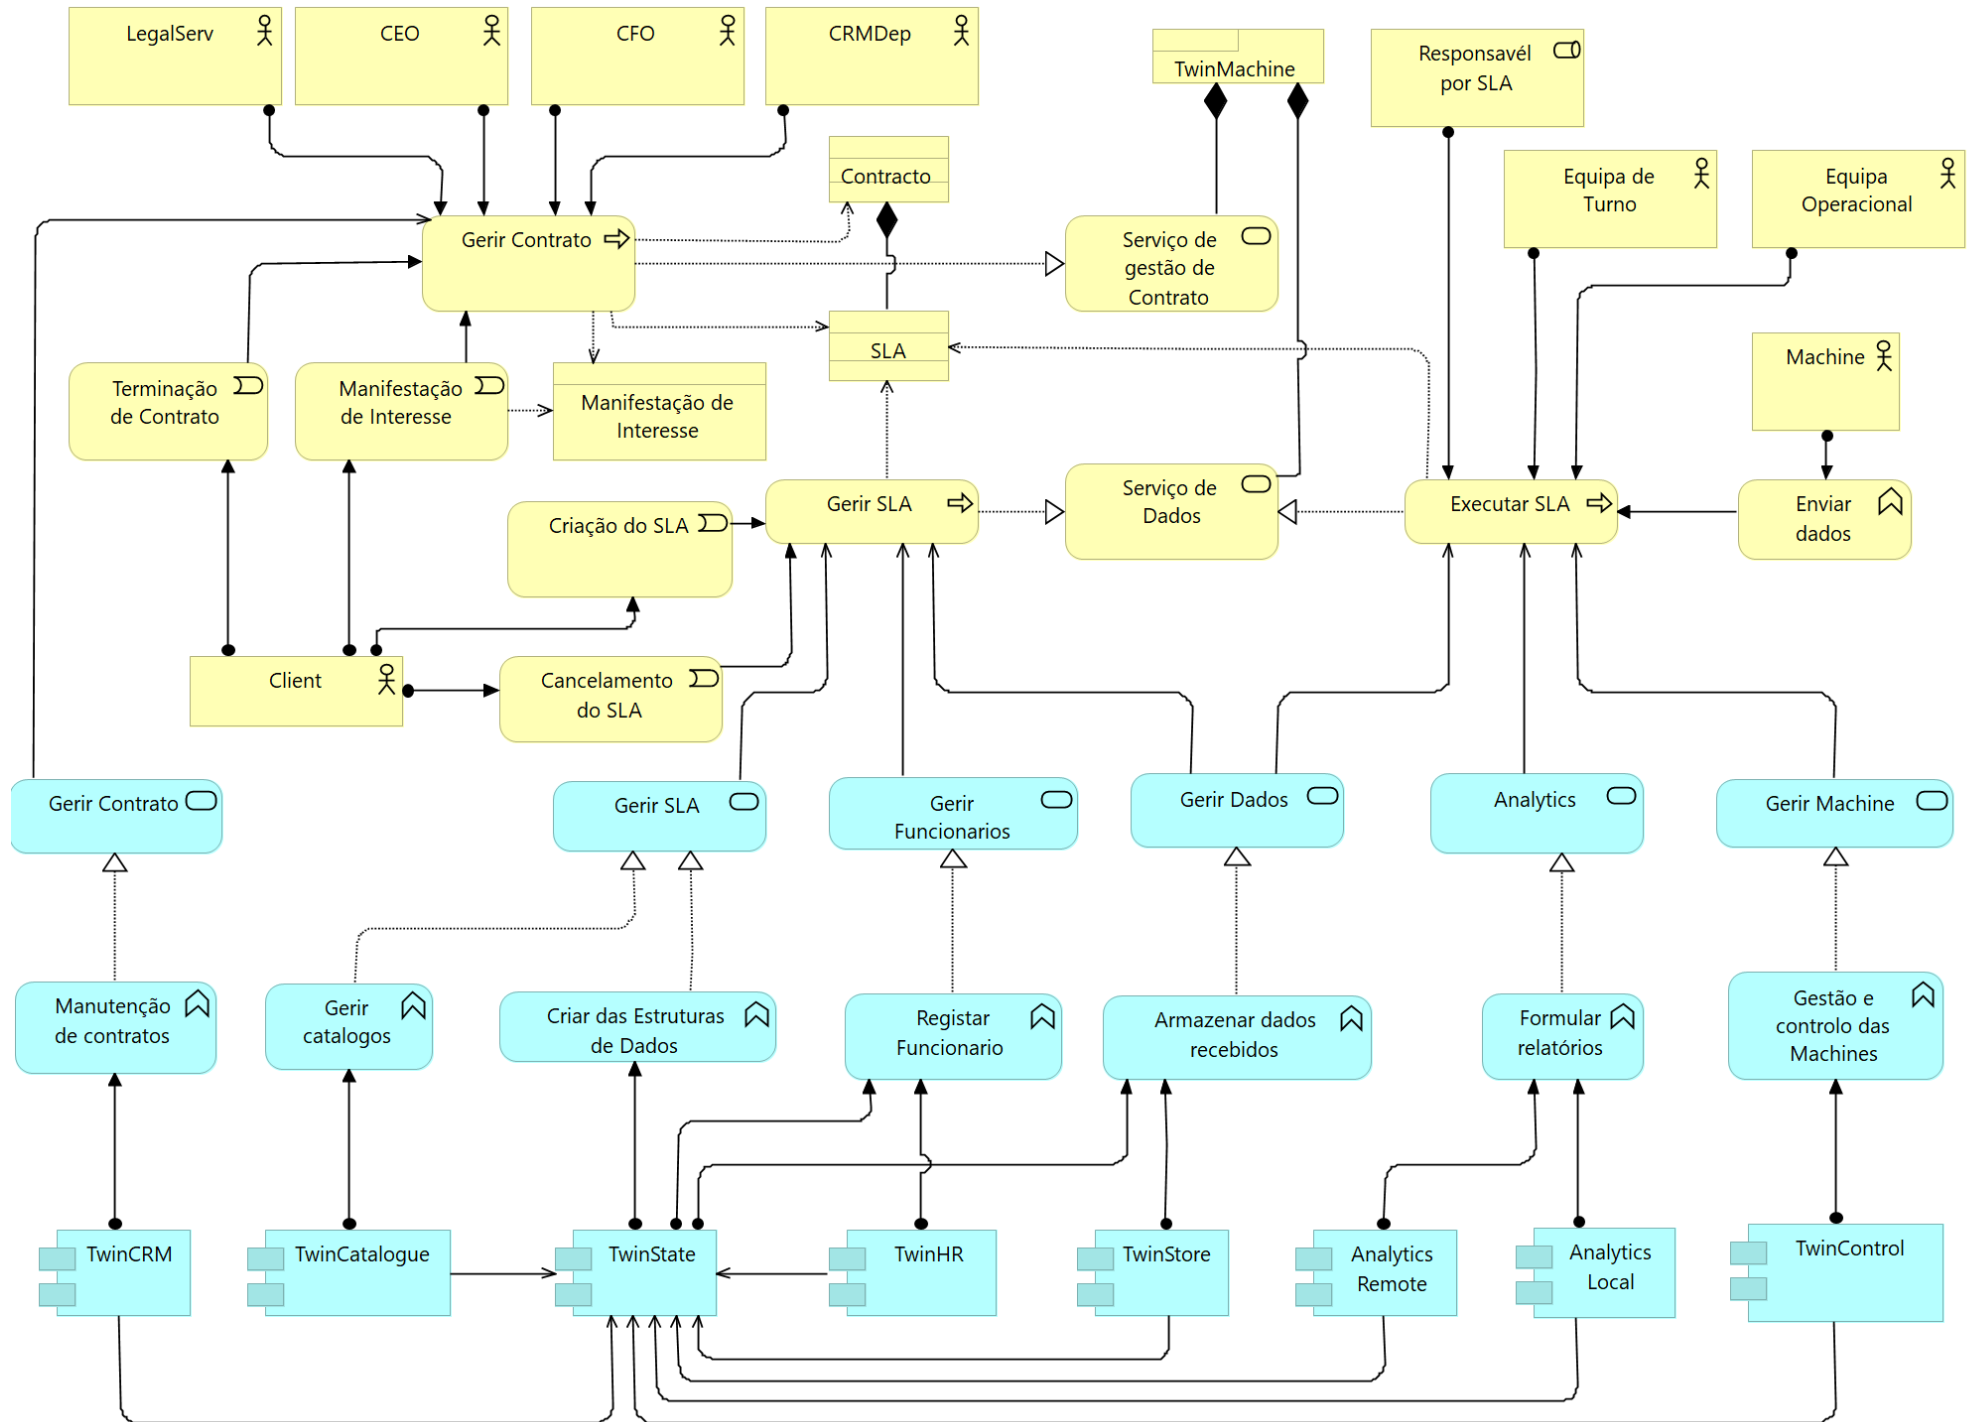 LegalServ
CEO
CFO
CRMDep
TwinMachine
Responsavél
por SLA
Contracto
Equipa de
Turno
Equipa
Operacional
Gerir Contrato
Serviço de
gestão de
Contrato
SLA
Machine
Terminação
de Contrato
Manifestação
de Interesse
Manifestação de
Interesse
Criação do SLA
Gerir SLA
Serviço de
Dados
Executar SLA
Enviar
dados
Client
Cancelamento
do SLA
Gerir Contrato
Gerir SLA
Gerir
Funcionarios
Gerir Dados
Analytics
Gerir Machine
Manutenção
de contratos
Gerir
catalogos
Criar das Estruturas
de Dados
Registar
Funcionario
Armazenar dados
recebidos
Formular
relatórios
Gestão e
controlo das
Machines
TwinCRM
TwinCatalogue
TwinState
TwinHR
TwinStore
Analytics
Remote
Analytics
Local
TwinControl